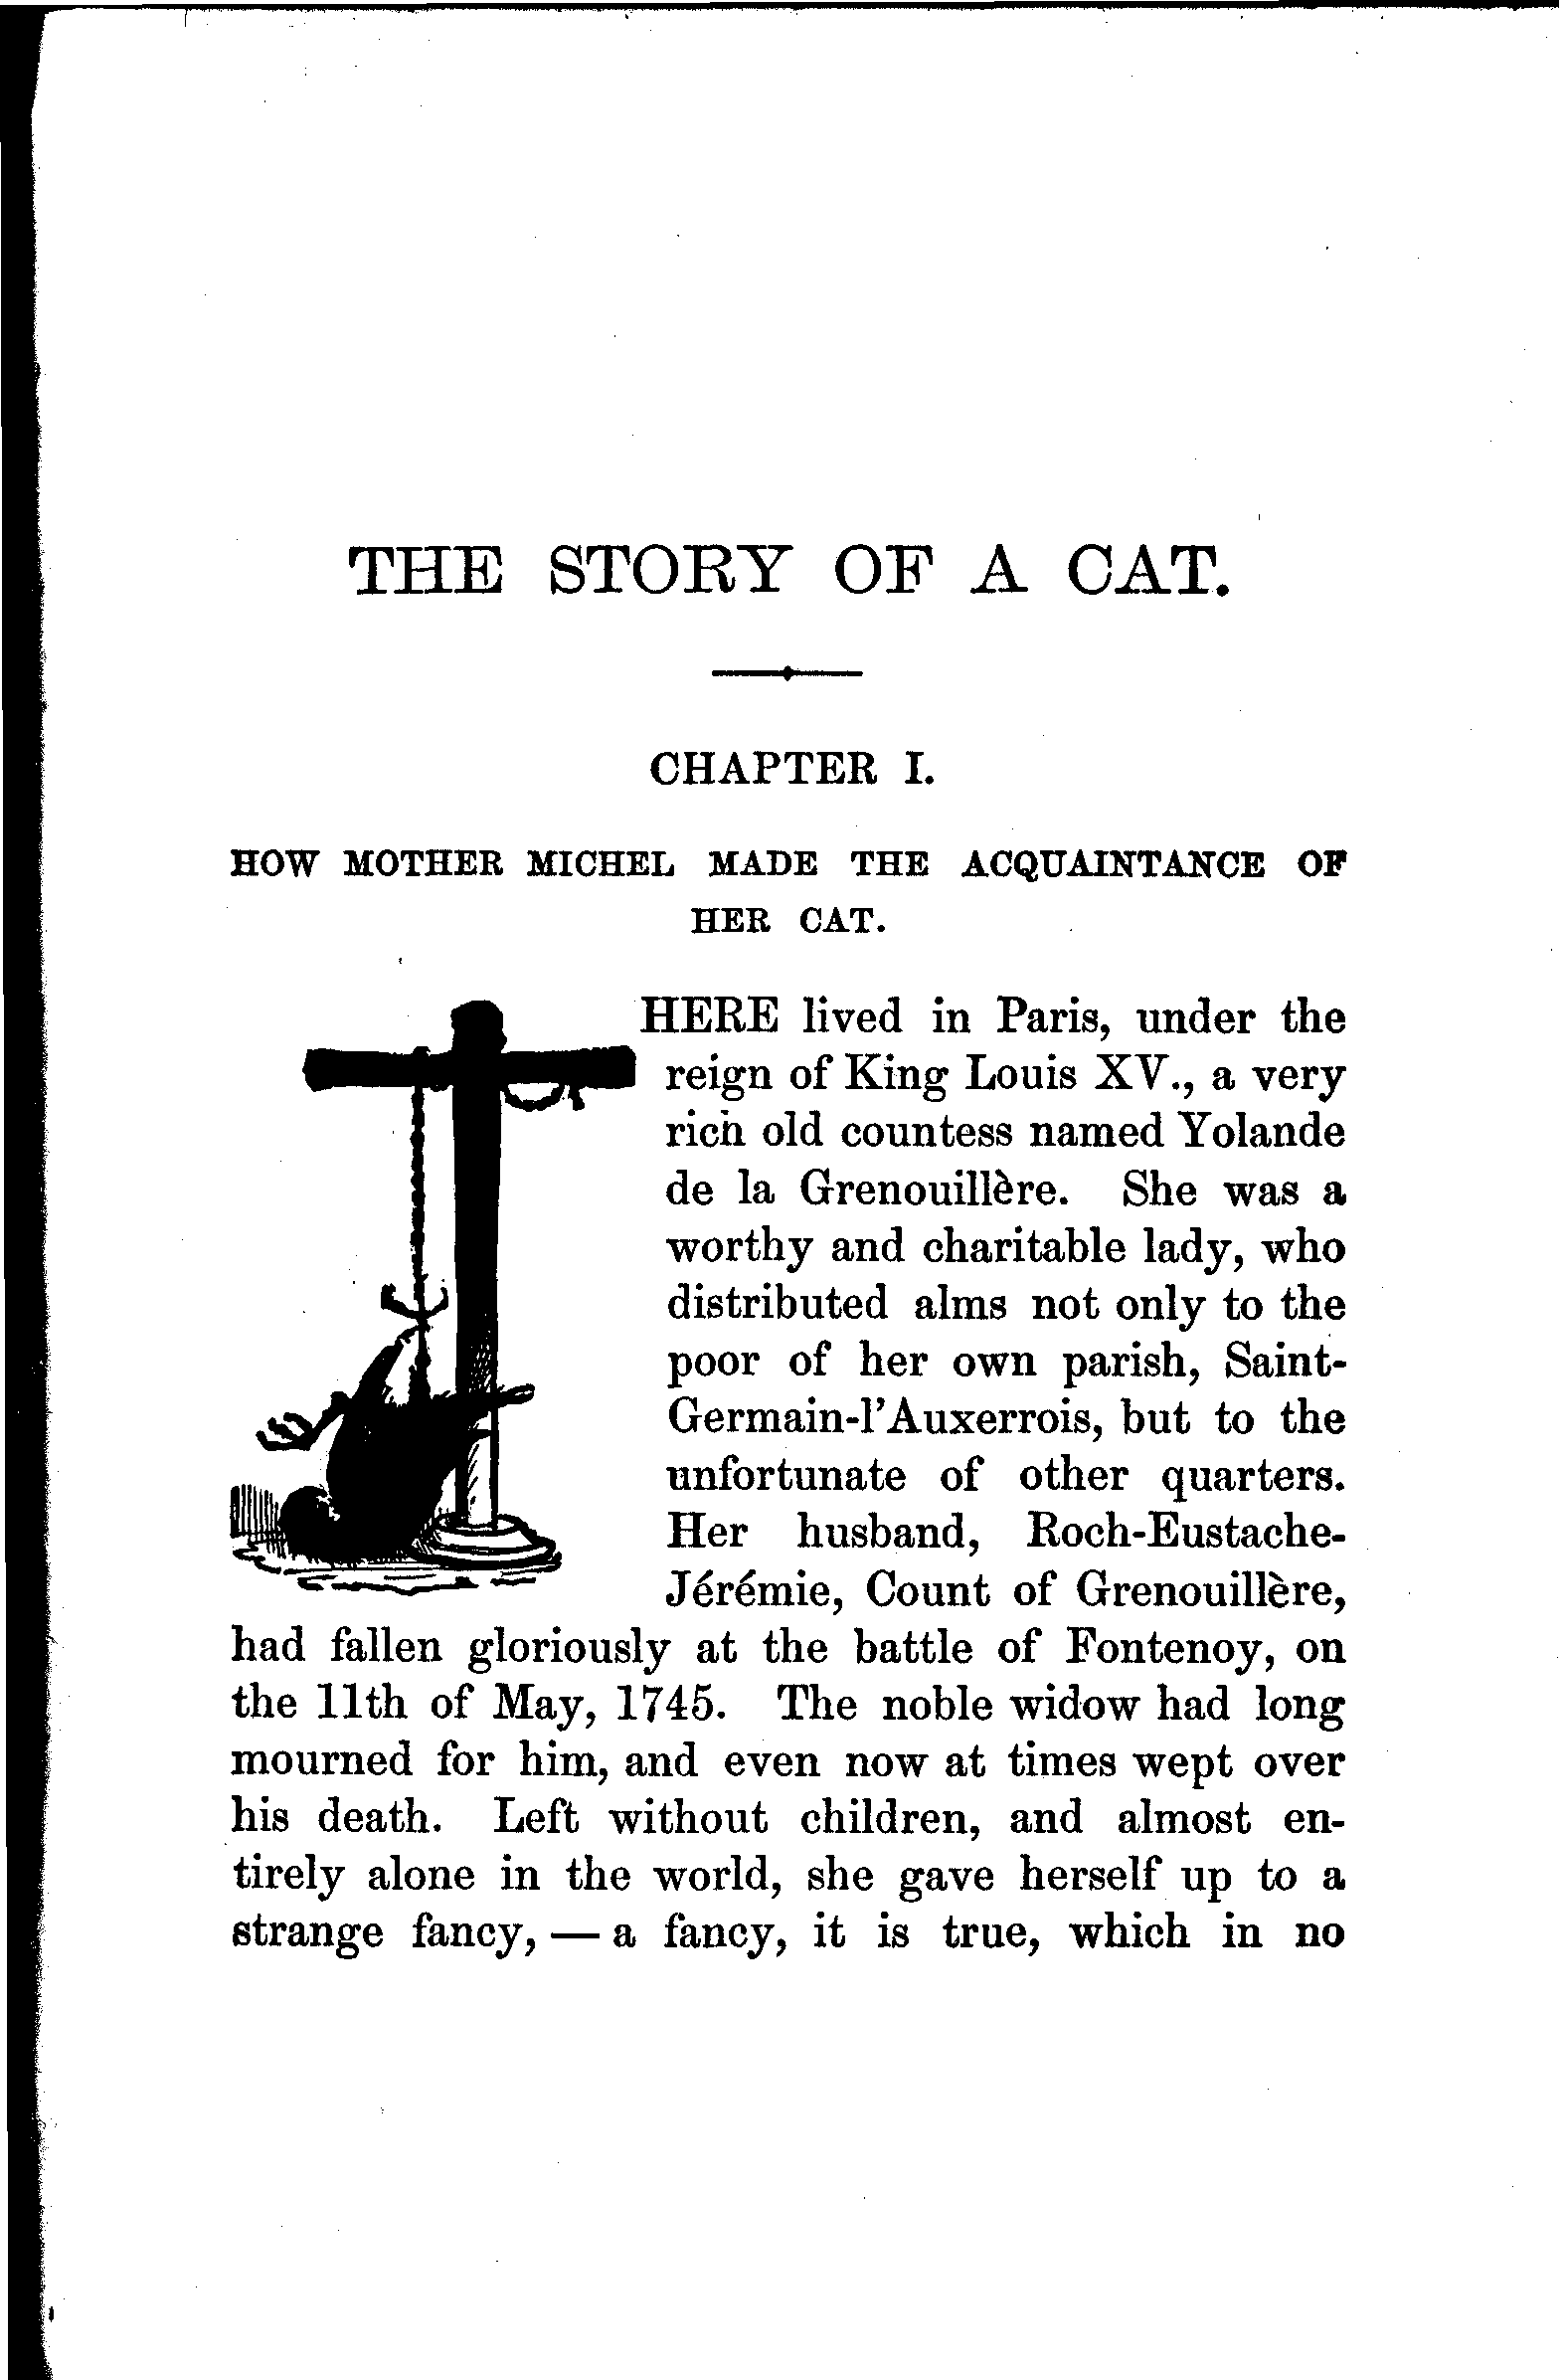 THE STORY OF A CAT.
CHAPTER I.
HOW MOTHER MICHEL MADE THE ACQUAINTANCE OF
HER CAT.
THERE lived in Paris, under the
reign of King Louis XV., a very
rich old countess named Yolande
de la Grenouillère. She was a
worthy and charitable lady, who
distributed alms not only to the
poor of her own parish, Saint-
Germain-l'Auxerrois, but to the
unfortunate of other quarters.
Her husband, Roch-Eustache-
Jérémie, Count of Grenouillère,
had fallen gloriously at the battle of Fontenoy, on
the 11th of May, 1745. The noble widow had long
mourned for him, and even now at times wept over
his death. Left without children, and almost en-
tirely alone in the world, she gave herself up to a
strange fancy, — a fancy, it is true, which in no